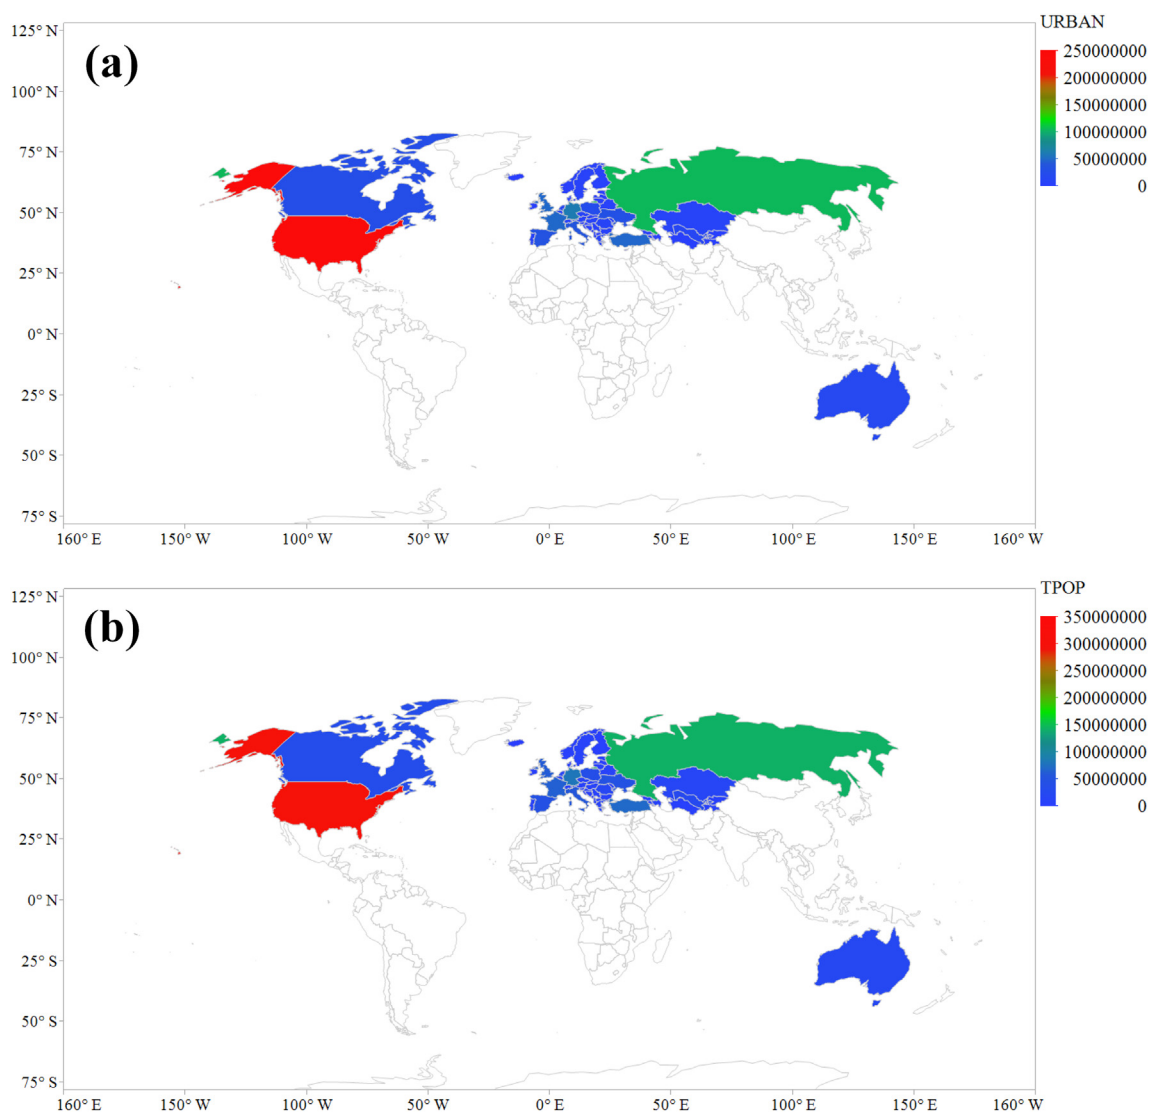 URBAN
(a)
125° N
100° N
75° N
50° N
25° N
0° N
25° S
50° S
75° S
250000000
200000000
150000000
100000000
50000000
0
160° E 150° W 100° W 50° W 0° E 50° E 100° E 150° E 160° W
TPOP
(b)
125° N
100° N
75° N
50° N
25° N
0° N
25° S
50° S
75° S
350000000
300000000
250000000
200000000
150000000
100000000
50000000
0
160° E 150° W 100° W 50° W 0° E 50° E 100° E 150° E 160° W